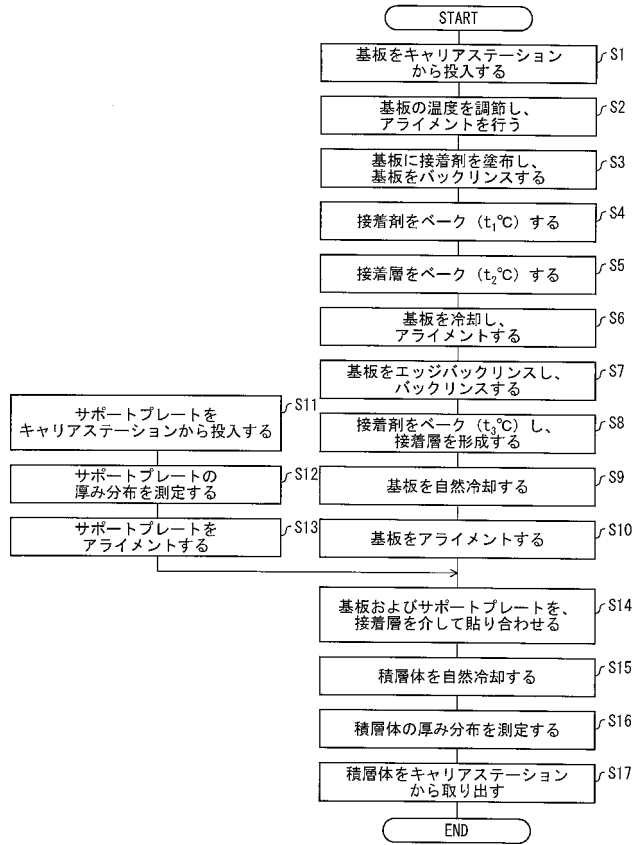 START
基板をキャリアステーション
から投入する
S1
基板の温度を調節し、
アライメントを行う
S2
基板に接着剤を塗布し、
基板をバックリンスする
S3
接着剤をベーク（t₁℃）する
S4
接着層をベーク（t₂℃）する
S5
基板を冷却し、
アライメントする
S6
基板をエッジバックリンスし、
バックリンスする
S7
接着剤をベーク（t₃℃）し、
接着層を形成する
S8
基板を自然冷却する
S9
基板をアライメントする
S10
サポートプレートを
キャリアステーションから投入する
S11
サポートプレートの
厚み分布を測定する
S12
サポートプレートを
アライメントする
S13
基板およびサポートプレートを、
接着層を介して貼り合わせる
S14
積層体を自然冷却する
S15
積層体の厚み分布を測定する
S16
積層体をキャリアステーション
から取り出す
S17
END